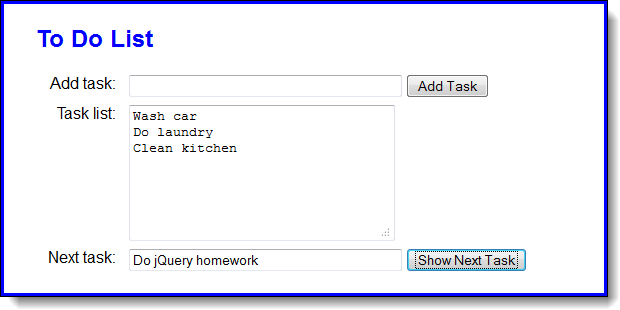 To Do List
Add task: Add Task
Task list: Wash car
Do laundry
Clean kitchen
Next task: Do jQuery homework Show Next Task